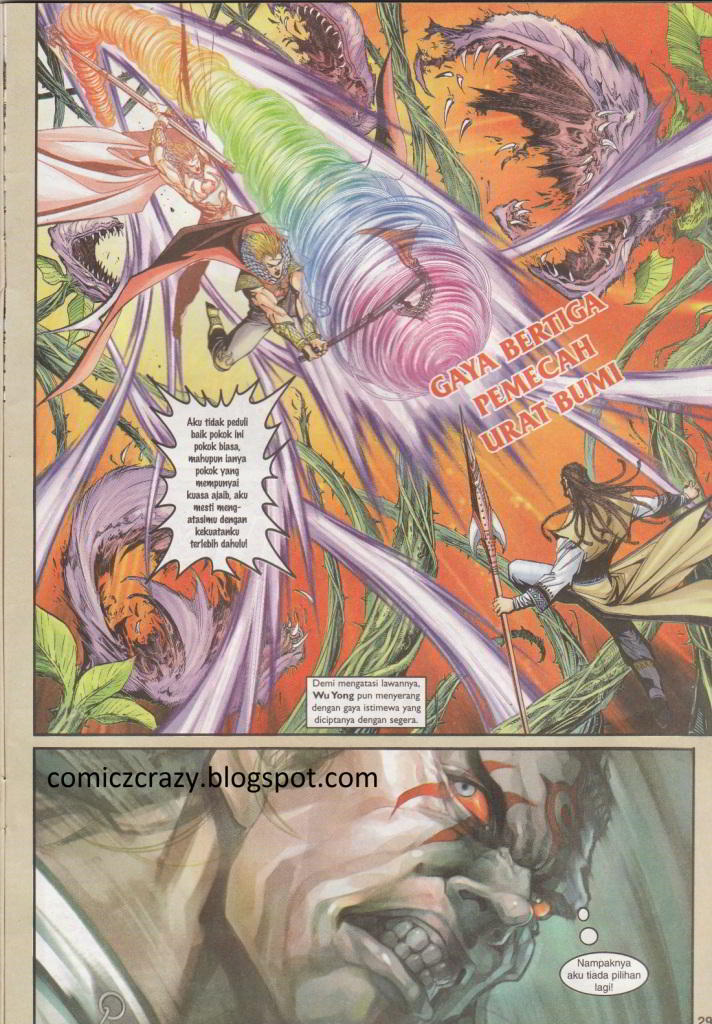 GAYA BERTIGA
PEMECAH
URAT BUMI
Aku tidak peduli
baik pokok ini
pokok biasa,
mahupun ianya
pokok yang
mempunyai
kuasa ajaib, aku
mesti meng-
atasimu dengan
kekuatanku
terlebih dahulu!
Demi mengatasi lawannya,
Wu Yong pun menyerang
dengan gaya istimewa yang
diciptanya dengan segera.
comiczcrazy.blogspot.com
Nampaknya
aku tiada pilihan
lagi!
29